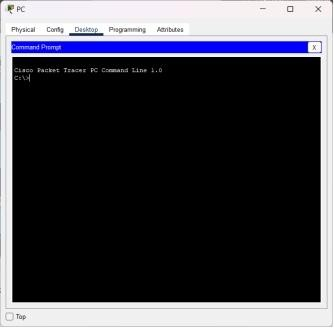 PC
Physical Config Desktop Programming Attributes
Command Prompt X
Cisco Packet Tracer PC Command Line 1.0
C:\>
Top